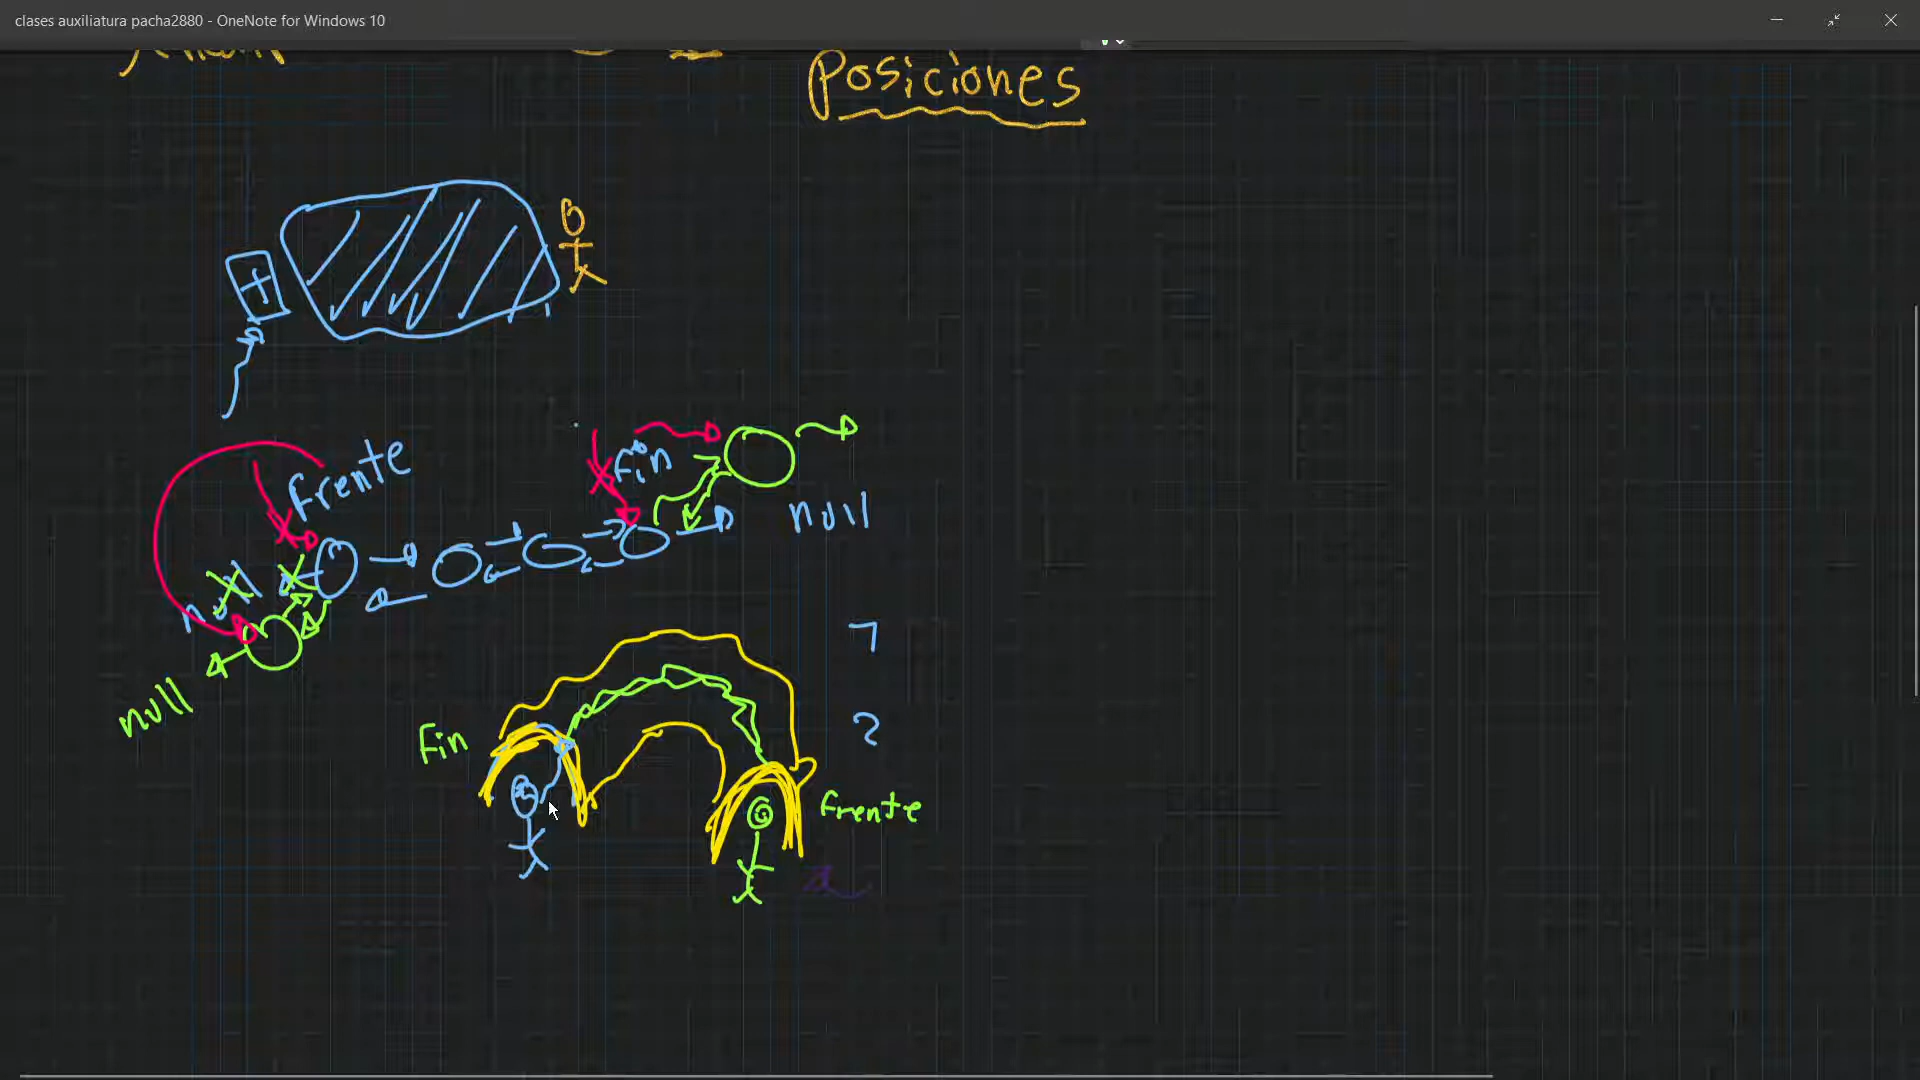 clases auxiliatura pacha2880 - OneNote for Windows 10
Posiciones
frente
fin
null
null
null
7
2
Fin
frente